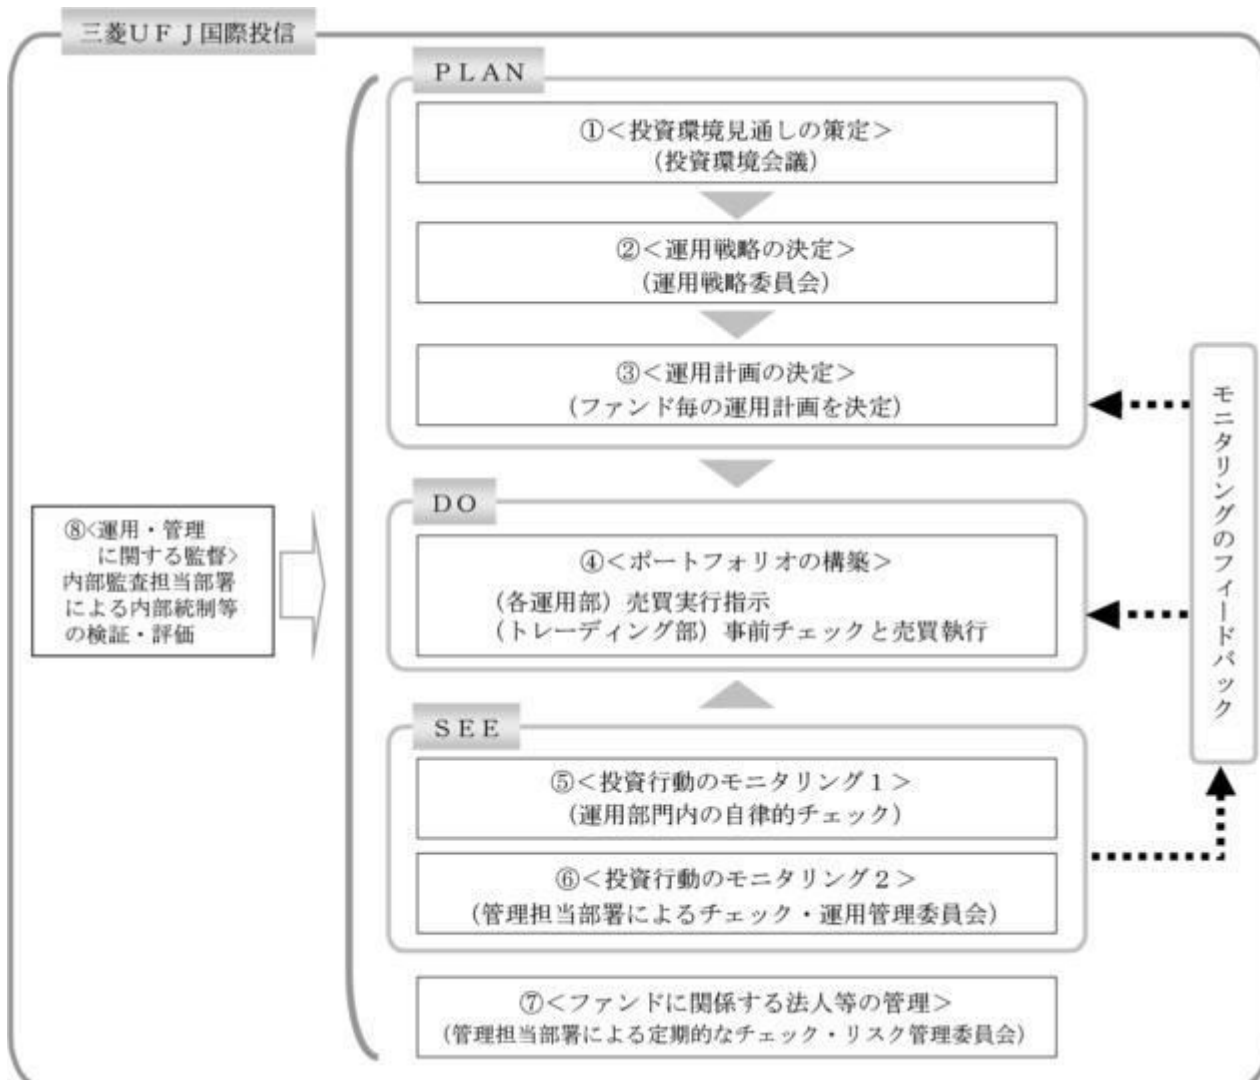 三菱UFJ国際投信
PLAN
①<投資環境見通しの策定>
(投資環境会議)
②<運用戦略の決定>
(運用戦略委員会)
③<運用計画の決定>
(ファンド毎の運用計画を決定)
DO
④<ポートフォリオの構築>
(各運用部)売買実行指示
(トレーディング部)事前チェックと売買執行
SEE
⑤<投資行動のモニタリング1>
(運用部門内の自律的チェック)
⑥<投資行動のモニタリング2>
(管理担当部署によるチェック・運用管理委員会)
⑦<ファンドに関係する法人等の管理>
(管理担当部署による定期的なチェック・リスク管理委員会)
⑧<運用・管理
に関する監督>
内部監査担当部署
による内部統制等
の検証・評価
モニタリングのフィードバック